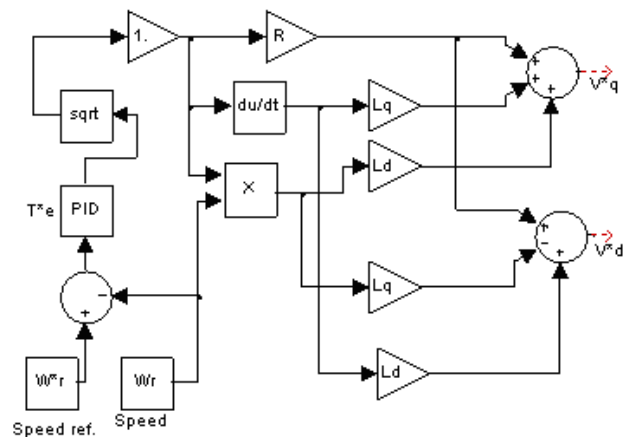 1.
R
sqrt
du/dt
Lq
V*q
Ld
T*e
PID
X
V*d
Lq
W*r
Wr
Ld
Speed ref.
Speed